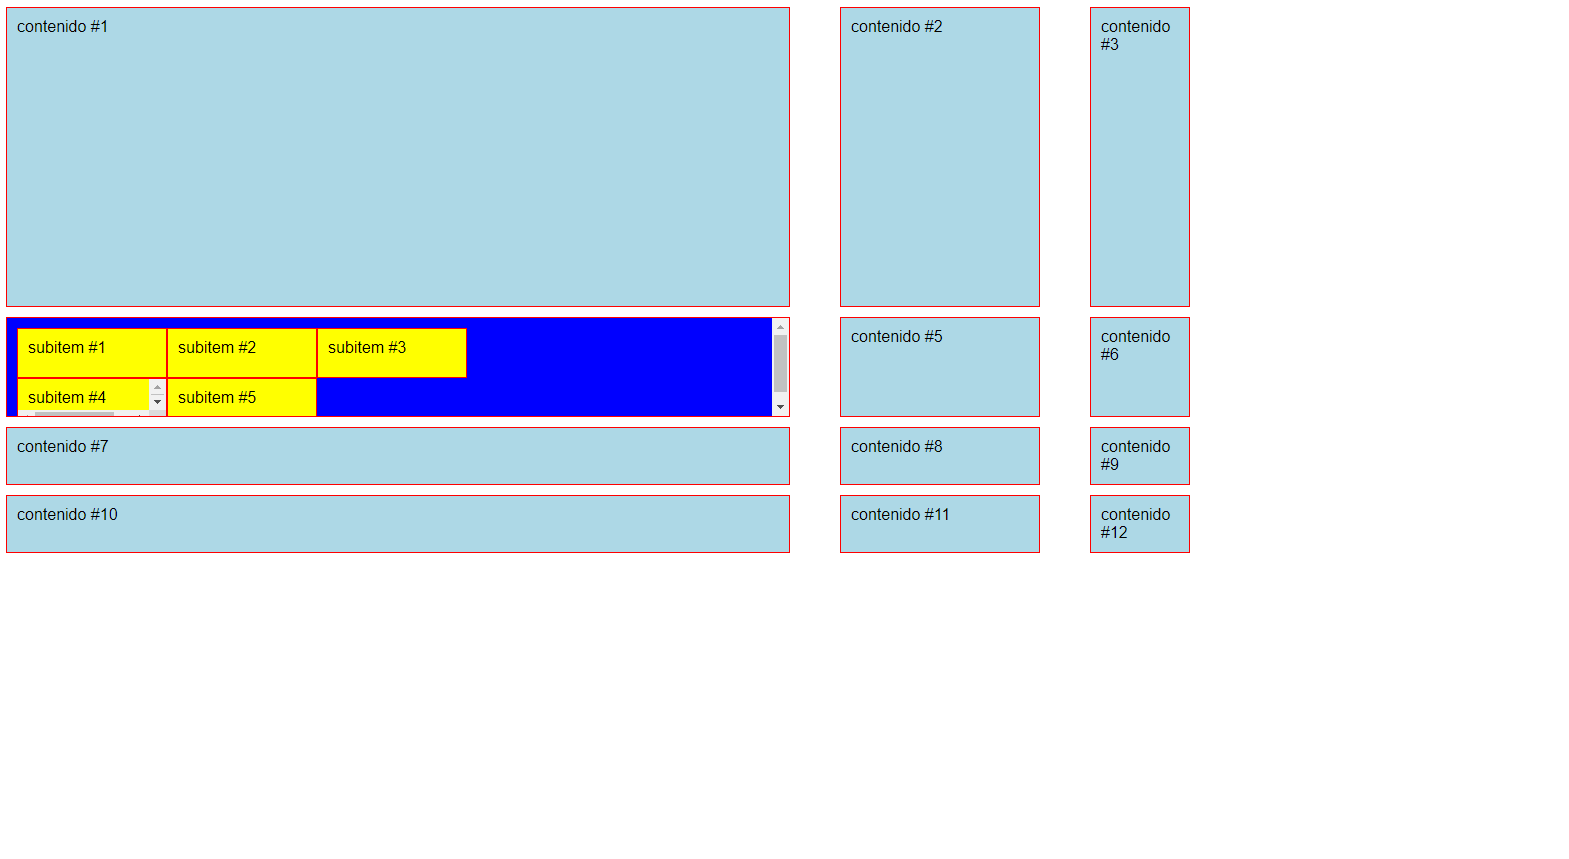 contenido #1
contenido #2
contenido
#3
subitem #1
subitem #2
subitem #3
subitem #4
subitem #5
contenido #5
contenido
#6
contenido #7
contenido #8
contenido
#9
contenido #10
contenido #11
contenido
#12